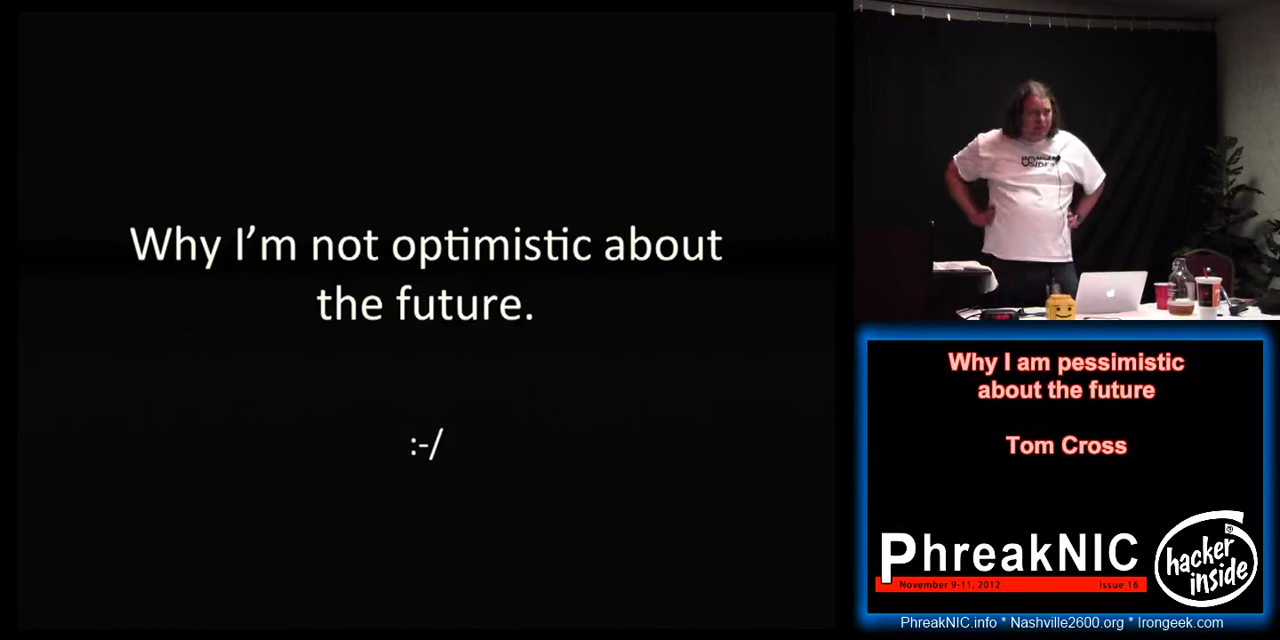 Why I'm not optimistic about
the future.
:-/
Why I am pessimistic
about the future
Tom Cross
PhreakNIC
November 9-11, 2012 Issue 16
hacker
inside
PhreakNIC.info * Nashville2600.org * Irongeek.com